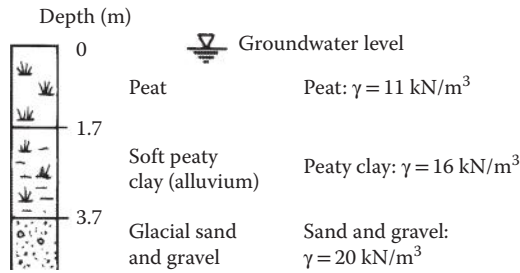 Depth (m)
0
Groundwater level
Peat
Peat: γ = 11 kN/m³
1.7
Soft peaty
clay (alluvium)
Peaty clay: γ = 16 kN/m³
3.7
Glacial sand
and gravel
Sand and gravel:
γ = 20 kN/m³